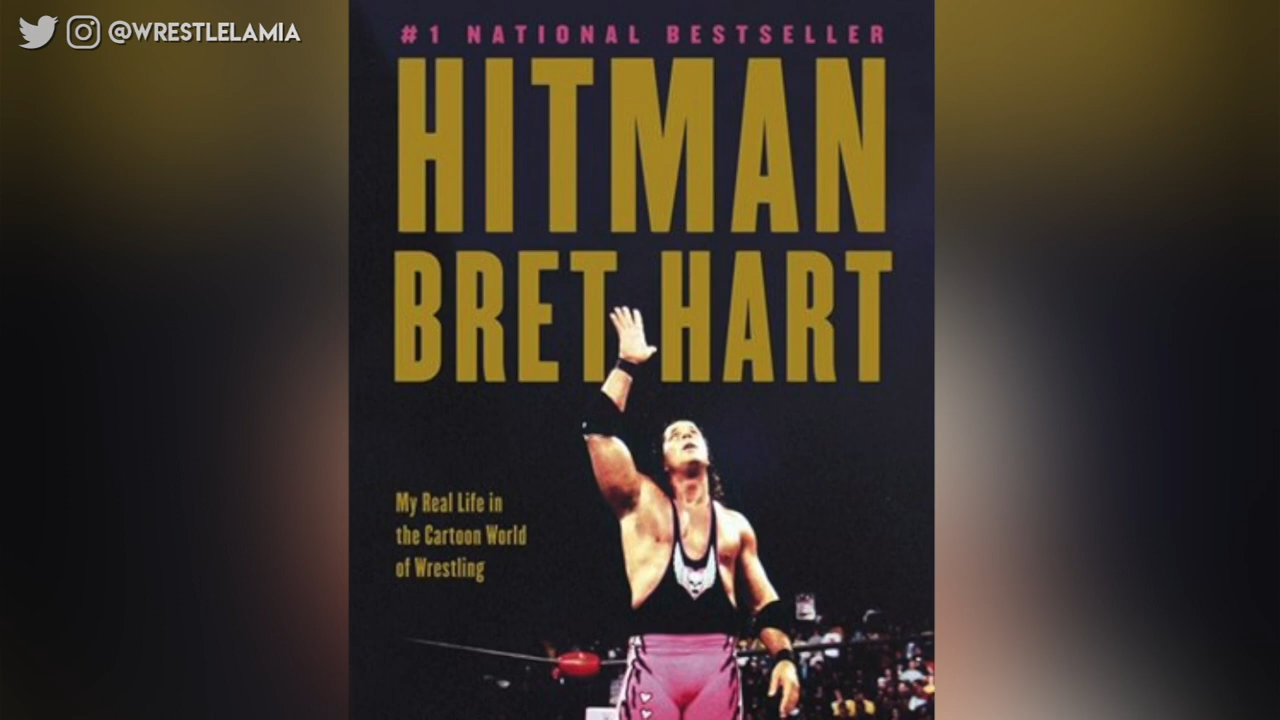 @WRESTLELAMIA
#1 NATIONAL BESTSELLER
HITMAN
BRET HART
My Real Life in
the Cartoon World
of Wrestling